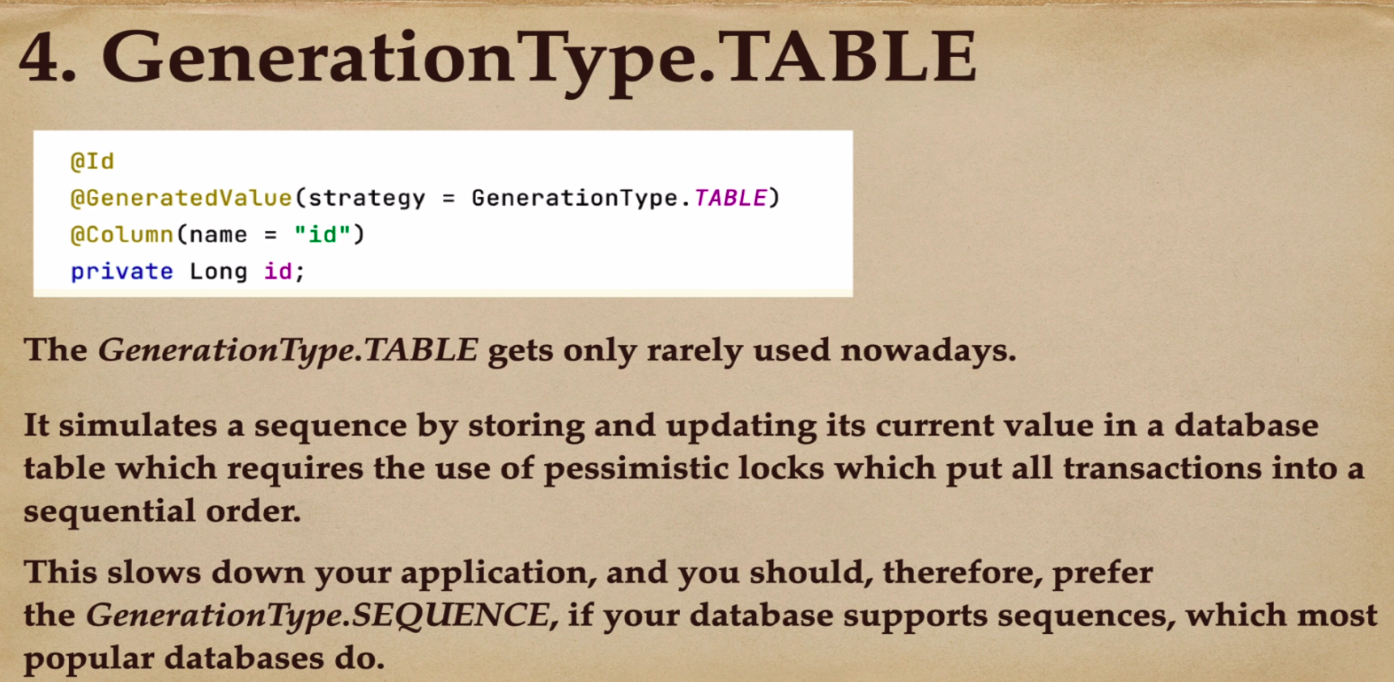 4. GenerationType.TABLE
@Id
@GeneratedValue(strategy = GenerationType.TABLE)
@Column(name = "id")
private Long id;
The GenerationType.TABLE gets only rarely used nowadays.
It simulates a sequence by storing and updating its current value in a database
table which requires the use of pessimistic locks which put all transactions into a
sequential order.
This slows down your application, and you should, therefore, prefer
the GenerationType.SEQUENCE, if your database supports sequences, which most
popular databases do.